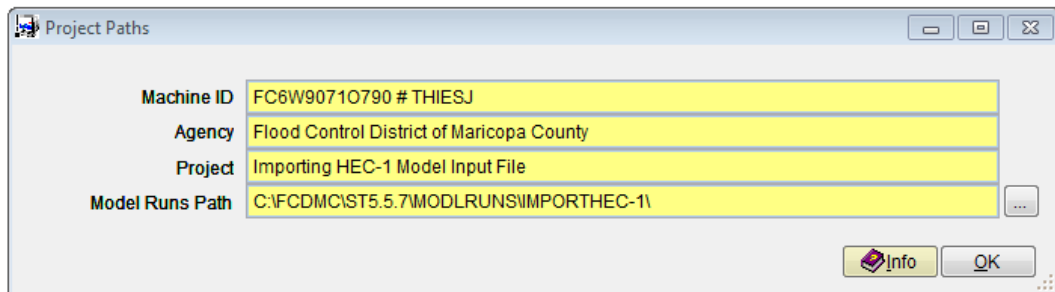 Project Paths
Machine ID FC6W9071O790 # THIESJ
Agency Flood Control District of Maricopa County
Project Importing HEC-1 Model Input File
Model Runs Path C:\FCDMC\ST5.5.7\MODLRUNS\IMPORTHEC-1\ ...
Info OK